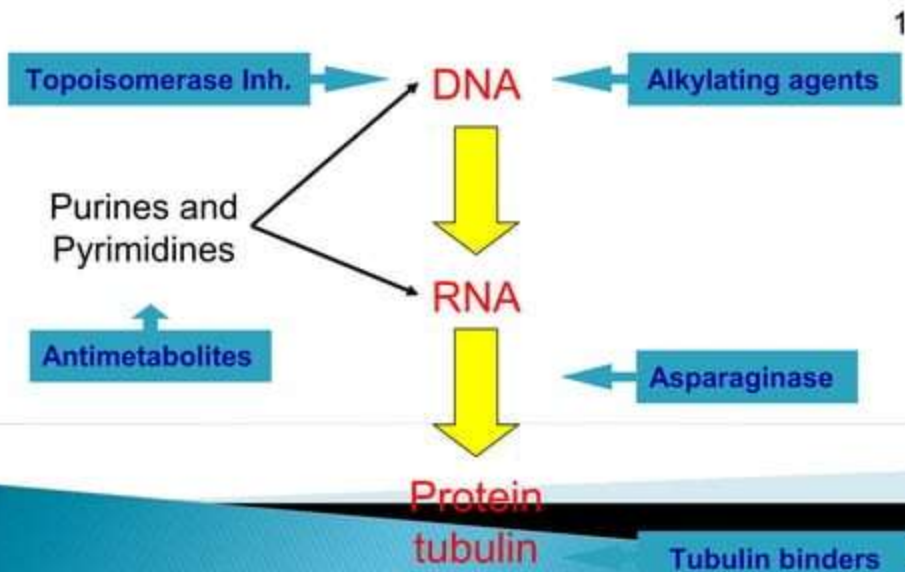 1
Topoisomerase Inh.
DNA
Alkylating agents
Purines and
Pyrimidines
RNA
Antimetabolites
Asparaginase
Protein
tubulin
Tubulin binders